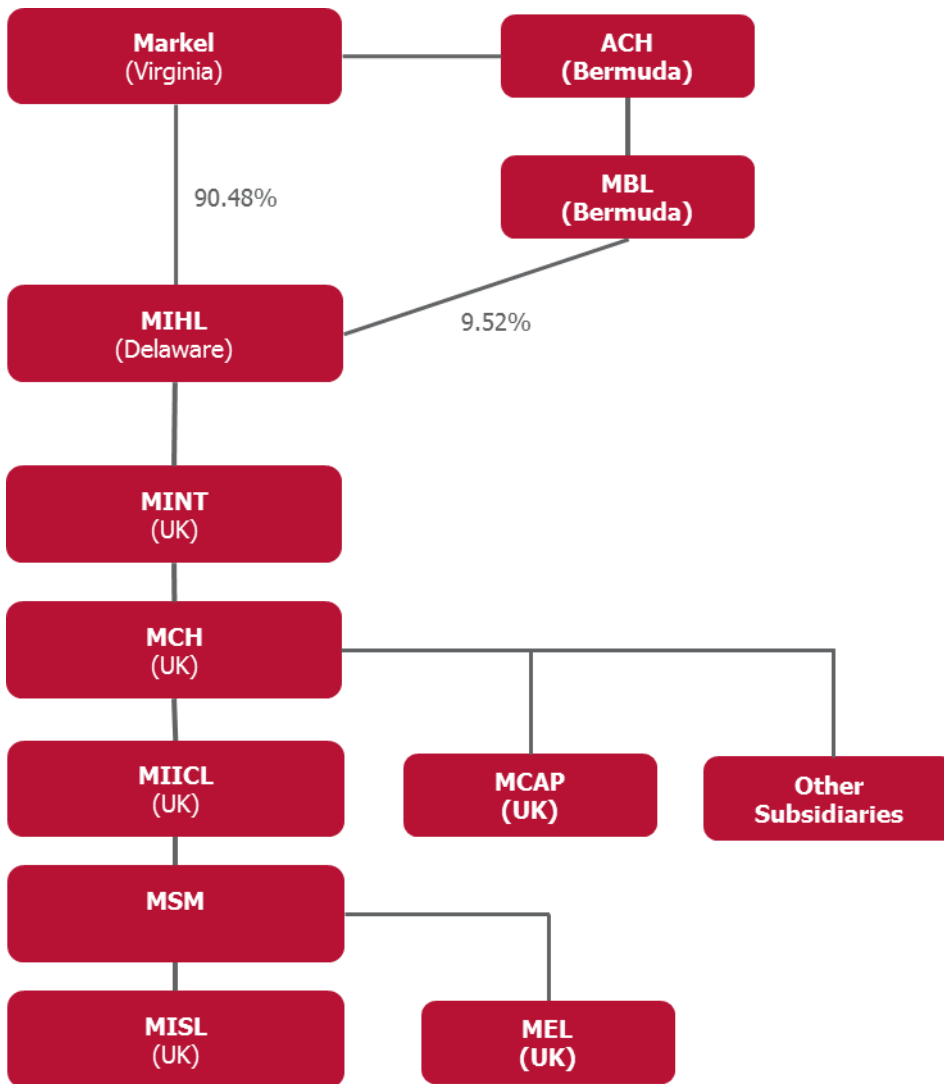 Markel
(Virginia)
ACH
(Bermuda)
MBL
(Bermuda)
90.48%
MIHL
(Delaware)
9.52%
MINT
(UK)
MCH
(UK)
MIICL
(UK)
MCAP
(UK)
Other
Subsidiaries
MSM
MISL
(UK)
MEL
(UK)